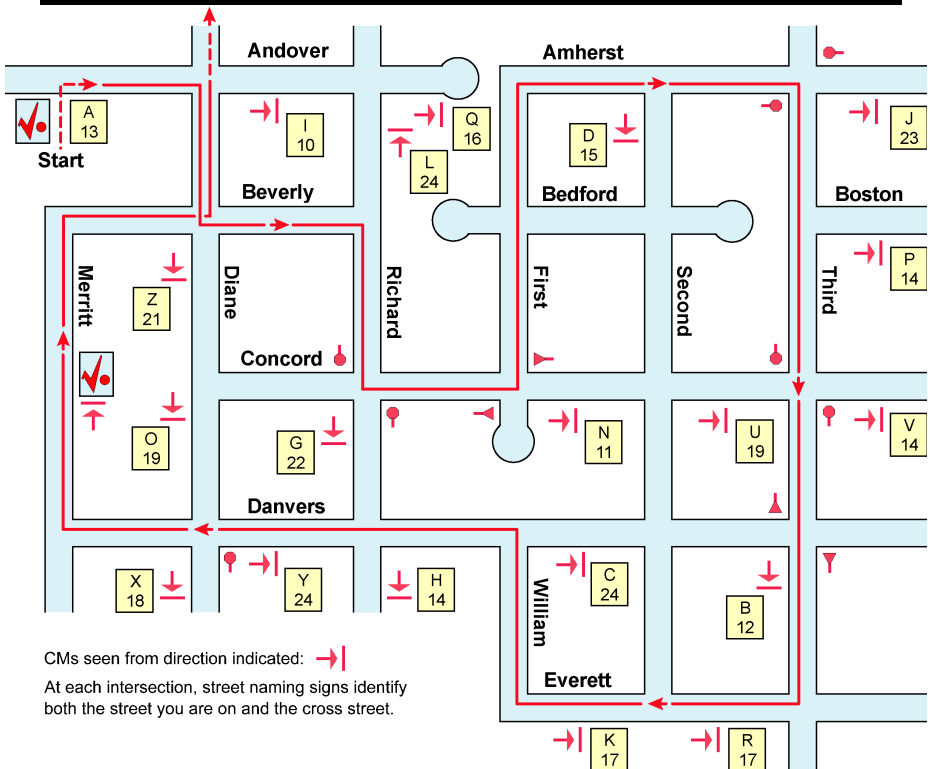 Andover
Amherst
A
13
Start
I
10
Q
16
L
24
D
15
J
23
Beverly
Bedford
Boston
Merritt
Diane
Richard
First
Second
Third
P
14
Z
21
Concord
O
19
G
22
N
11
U
19
V
14
Danvers
X
18
Y
24
H
14
William
C
24
B
12
CMs seen from direction indicated:
At each intersection, street naming signs identify
both the street you are on and the cross street.
Everett
K
17
R
17